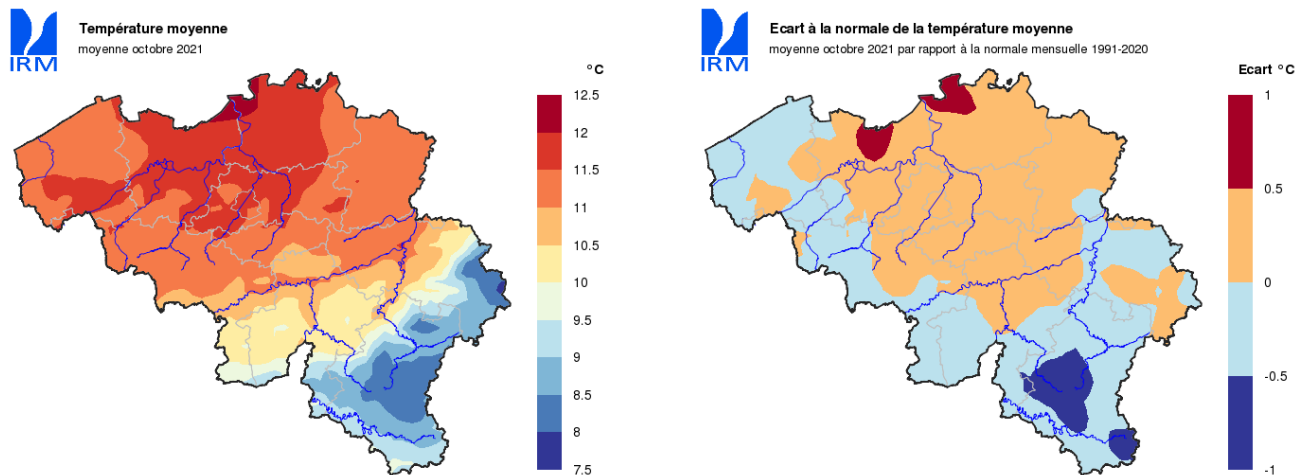 Température moyenne
moyenne octobre 2021
IRM
°C
12.5
12
11.5
11
10.5
10
9.5
9
8.5
8
7.5
Ecart à la normale de la température moyenne
moyenne octobre 2021 par rapport à la normale mensuelle 1991-2020
IRM
Ecart °C
1
0.5
0
-0.5
-1